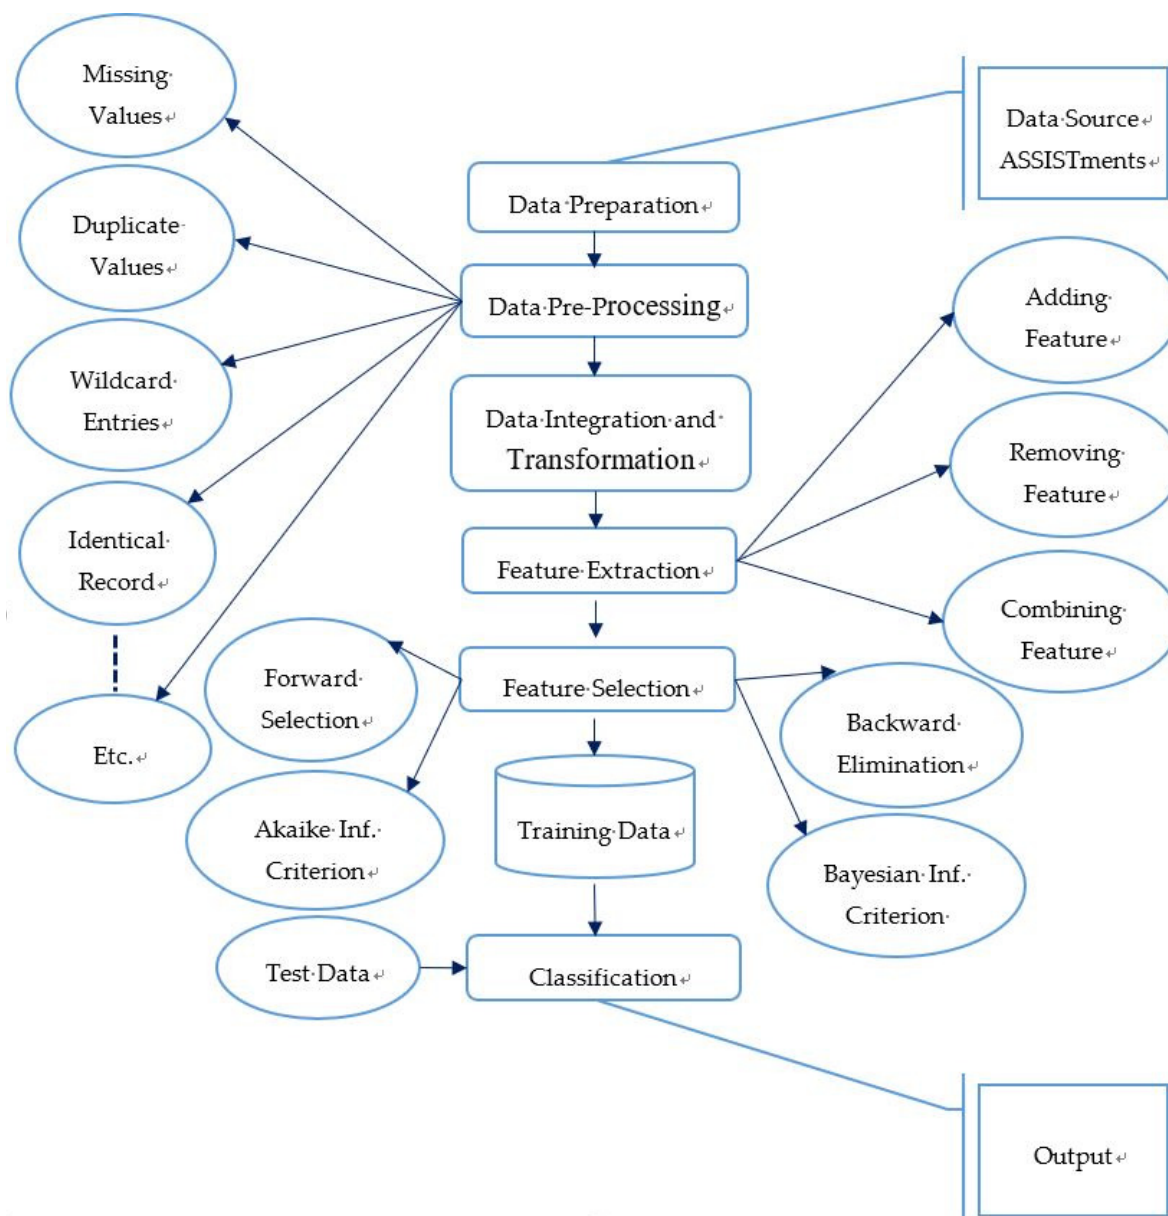 Missing
Values
Data Source
ASSISTments
Data Preparation
Duplicate
Values
Data Pre-Processing
Adding
Feature
Wildcard
Entries
Data Integration and
Transformation
Removing
Feature
Identical
Record
Feature Extraction
Combining
Feature
Forward
Selection
Feature Selection
Backward
Elimination
Etc.
Akaike Inf.
Criterion
Training Data
Bayesian Inf.
Criterion
Test Data
Classification
Output